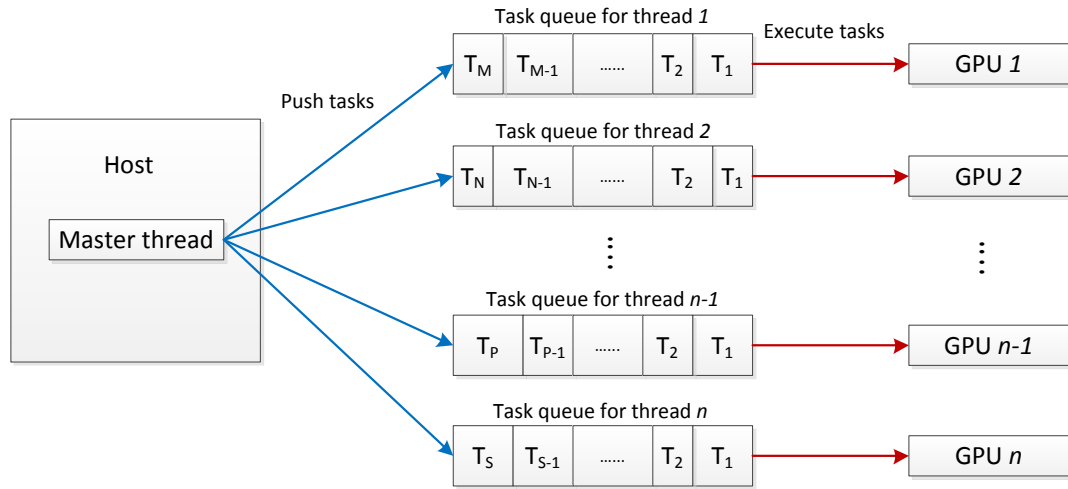 Task queue for thread 1
Execute tasks
T_M T_M-1 ...... T_2 T_1
GPU 1
Push tasks
Task queue for thread 2
Host
T_N T_N-1 ...... T_2 T_1
GPU 2
Master thread
Task queue for thread n-1
T_P T_P-1 ...... T_2 T_1
GPU n-1
Task queue for thread n
T_S T_S-1 ...... T_2 T_1
GPU n